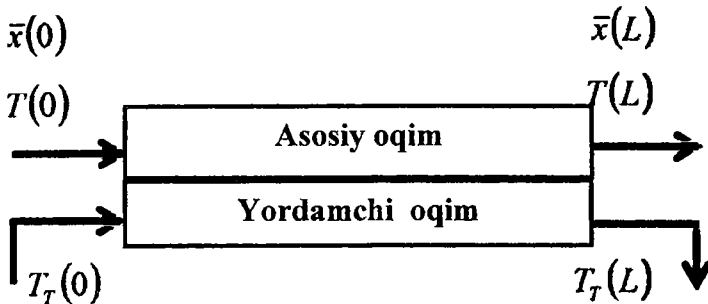 x̄(0) x̄(L)
T(0) T(L)
Asosiy oqim
Yordamchi oqim
T_T(0) T_T(L)